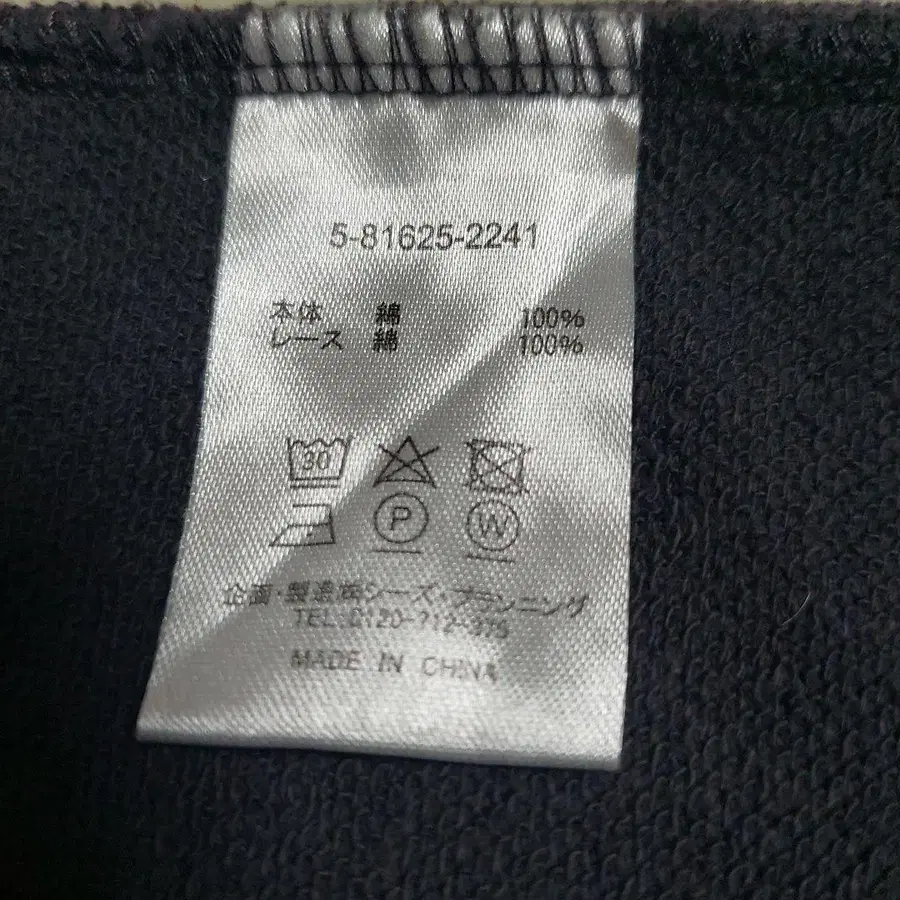 5-81625-2241
本体 綿 100%
レース 綿 100%
30
P W
企画・製造㈱シーズ・プランニング
TEL.0120-712-375
MADE IN CHINA